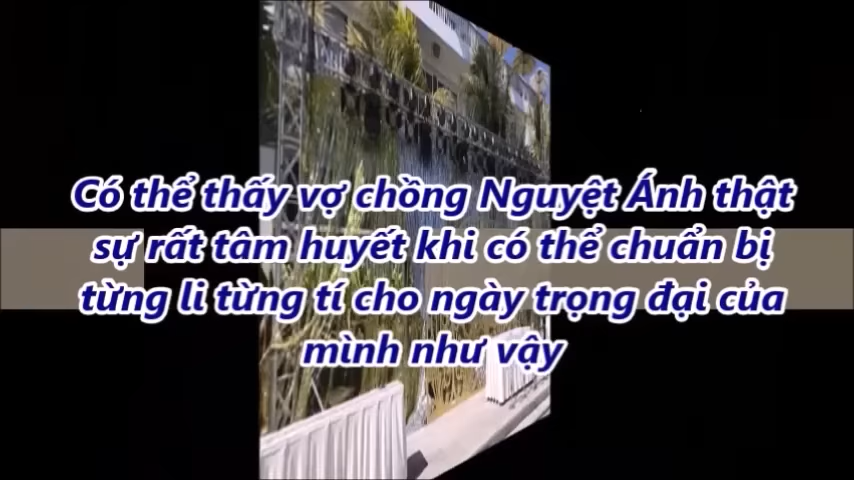 Có thể thấy vợ chồng Nguyệt Ánh thật
sự rất tâm huyết khi có thể chuẩn bị
từng li từng tí cho ngày trọng đại của
mình như vậy